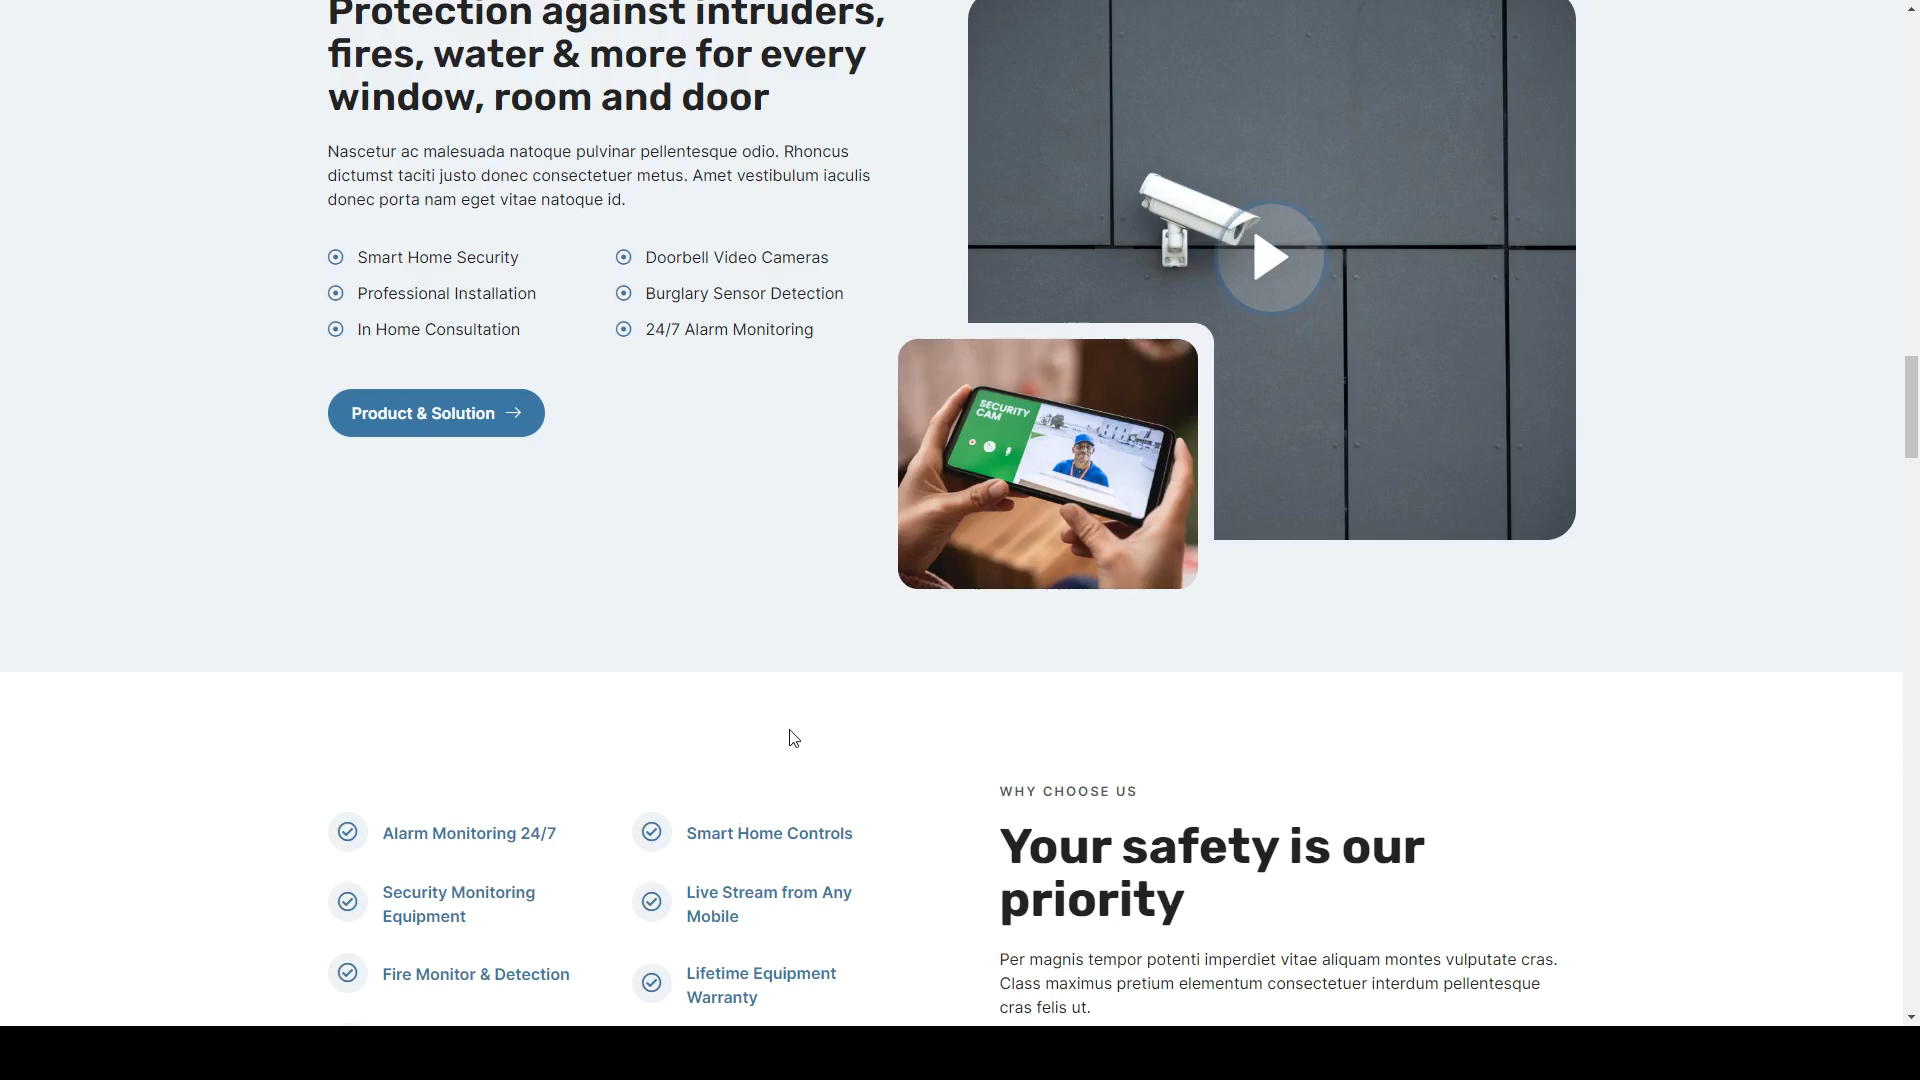 Protection against intruders,
fires, water & more for every
window, room and door
Nascetur ac malesuada natoque pulvinar pellentesque odio. Rhoncus
dictumst taciti justo donec consectetuer metus. Amet vestibulum iaculis
donec porta nam eget vitae natoque id.
Smart Home Security
Doorbell Video Cameras
Professional Installation
Burglary Sensor Detection
In Home Consultation
24/7 Alarm Monitoring
Product & Solution
SECURITY
CAM
WHY CHOOSE US
Your safety is our
priority
Per magnis tempor potenti imperdiet vitae aliquam montes vulputate cras.
Class maximus pretium elementum consectetuer interdum pellentesque
cras felis ut.
Alarm Monitoring 24/7
Smart Home Controls
Security Monitoring
Equipment
Live Stream from Any
Mobile
Fire Monitor & Detection
Lifetime Equipment
Warranty